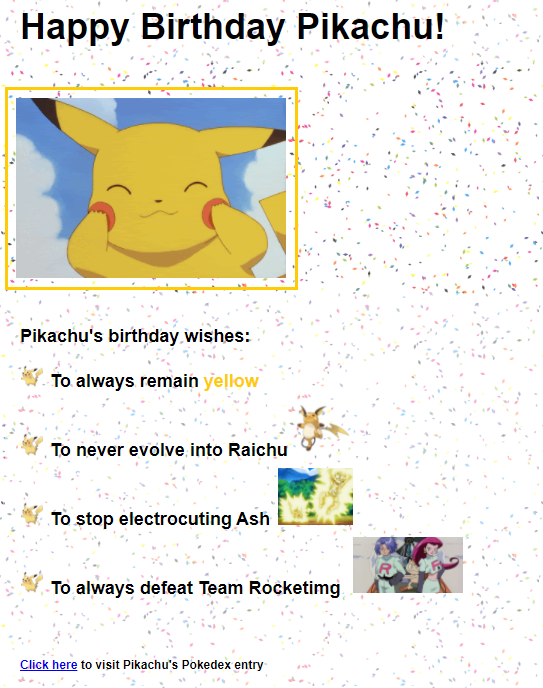 Happy Birthday Pikachu!
Pikachu's birthday wishes:
To always remain yellow
To never evolve into Raichu
To stop electrocuting Ash
To always defeat Team Rocketimg
Click here to visit Pikachu's Pokedex entry